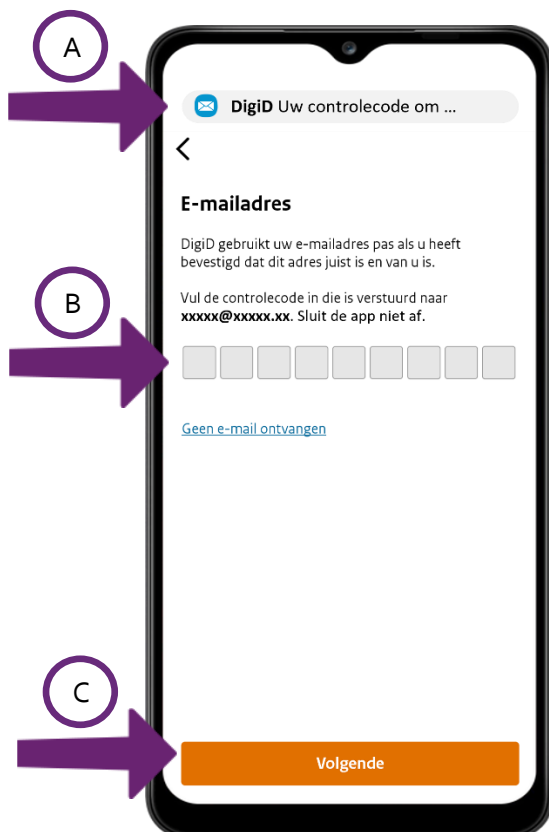 A
DigiD Uw controlecode om ...
E-mailadres
DigiD gebruikt uw e-mailadres pas als u heeft
bevestigd dat dit adres juist is en van u is.
B
Vul de controlecode in die is verstuurd naar
xxxxx@xxxxx.xx. Sluit de app niet af.
Geen e-mail ontvangen
C
Volgende